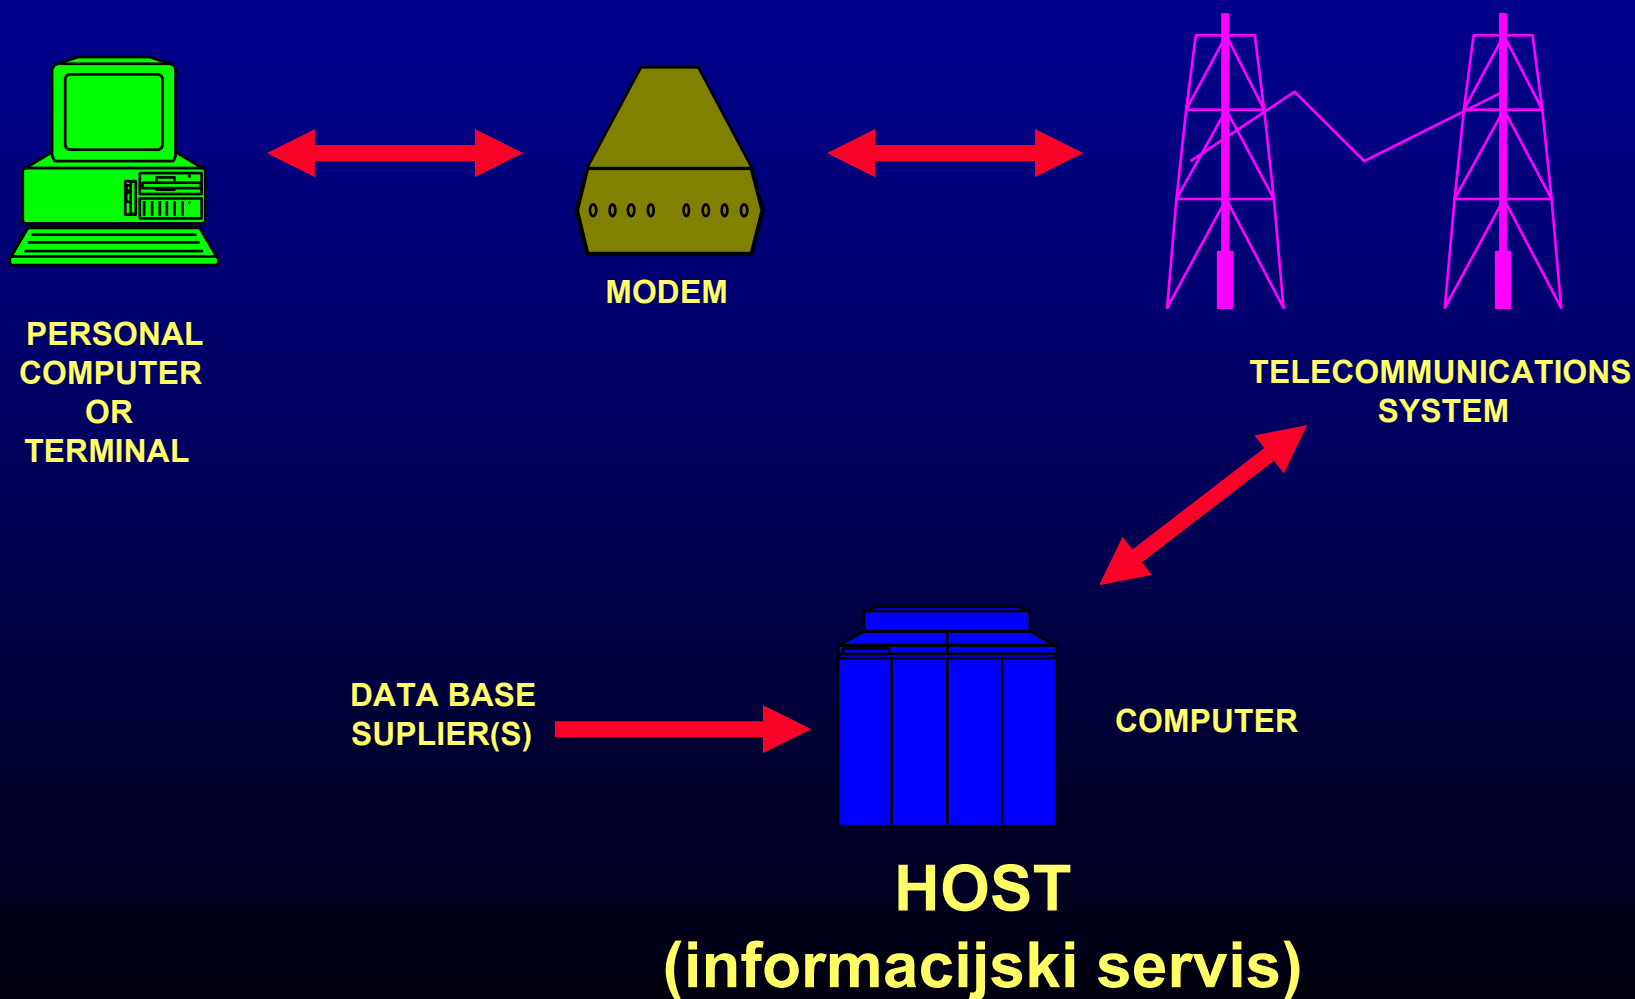 PERSONAL
COMPUTER
OR
TERMINAL
MODEM
TELECOMMUNICATIONS
SYSTEM
DATA BASE
SUPLIER(S)
COMPUTER
HOST
(informacijski servis)